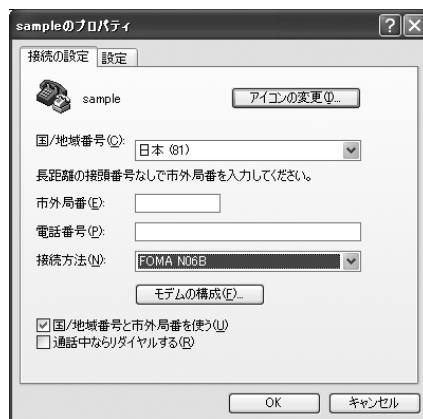 sampleのプロパティ
接続の設定 設定
sample アイコンの変更(I)...
国/地域番号(C): 日本 (81)
長距離の接頭番号なしで市外局番を入力してください。
市外局番(E):
電話番号(P):
接続方法(N): FOMA N06B
モデムの構成(F)...
国/地域番号と市外局番を使う(U)
通話中ならリダイヤルする(R)
OK キャンセル